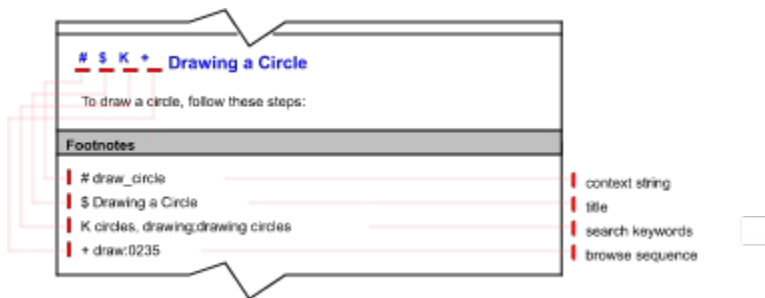 # $ K + Drawing a Circle
To draw a circle, follow these steps:
Footnotes
# draw_circle
context string
$ Drawing a Circle
title
K circles, drawing;drawing circles
search keywords
+ draw:0235
browse sequence